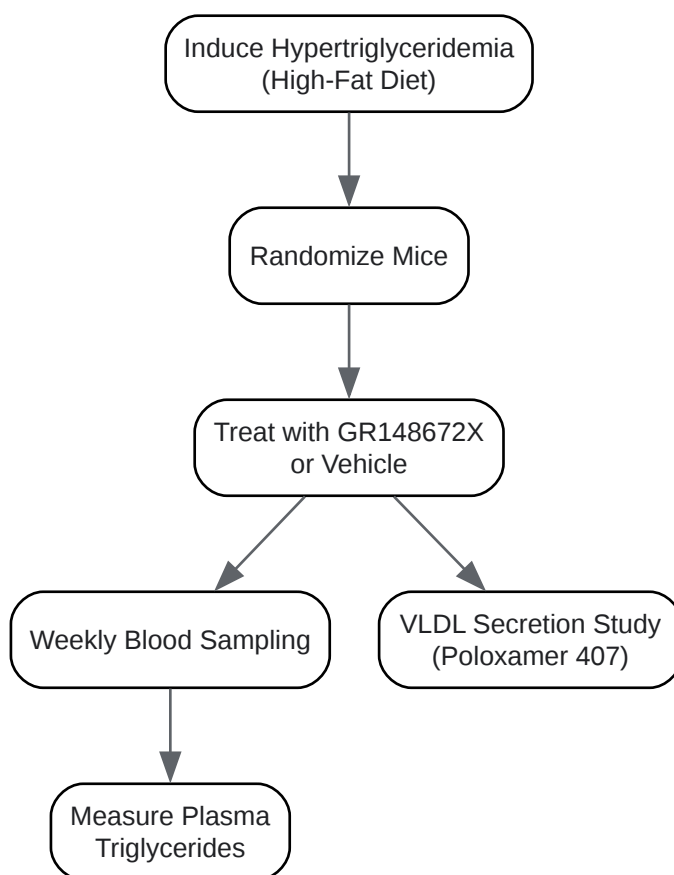 Induce Hypertriglyceridemia
(High-Fat Diet)
Randomize Mice
Treat with GR148672X
or Vehicle
Weekly Blood Sampling
VLDL Secretion Study
(Poloxamer 407)
Measure Plasma
Triglycerides